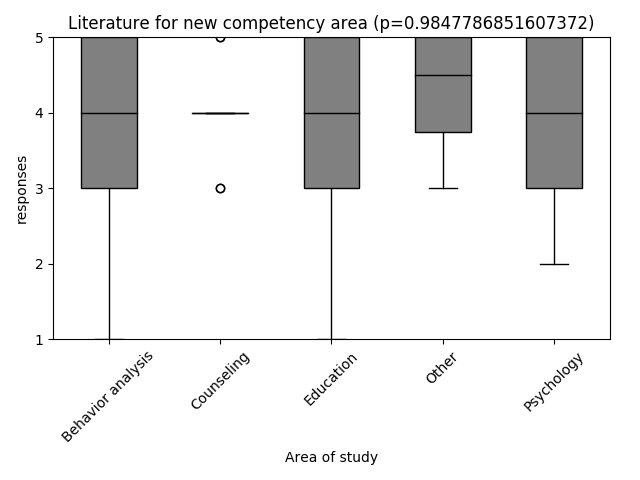 Literature for new competency area (p=0.9847786851607372)
responses
5
4
3
2
1
Behavior analysis
Counseling
Education
Other
Psychology
Area of study